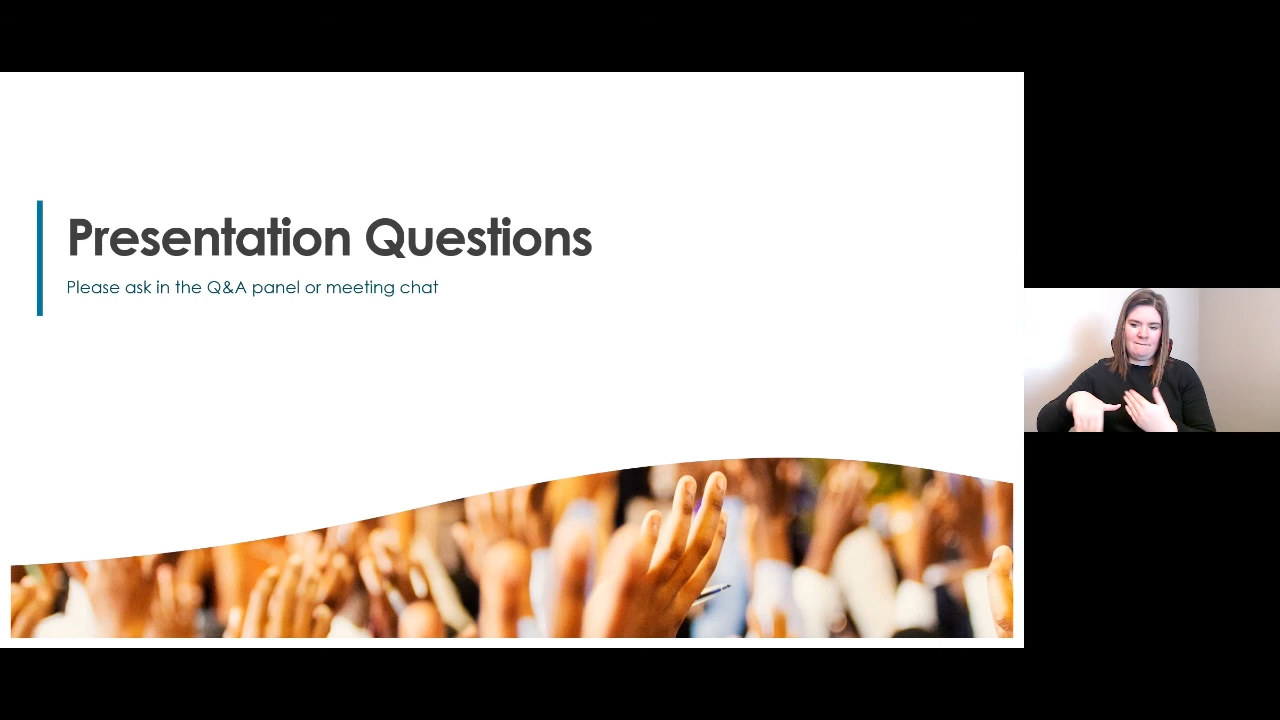 Presentation Questions
Please ask in the Q&A panel or meeting chat